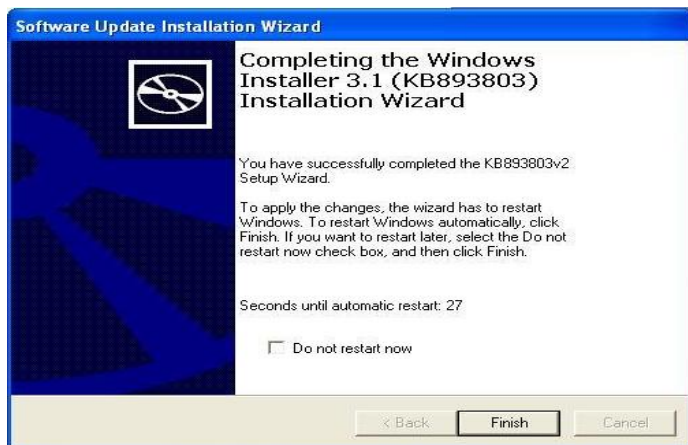 Software Update Installation Wizard
Completing the Windows
Installer 3.1 (KB893803)
Installation Wizard
You have successfully completed the KB893803v2
Setup Wizard.
To apply the changes, the wizard has to restart
Windows. To restart Windows automatically, click
Finish. If you want to restart later, select the Do not
restart now check box, and then click Finish.
Seconds until automatic restart: 27
Do not restart now
< Back
Finish
Cancel